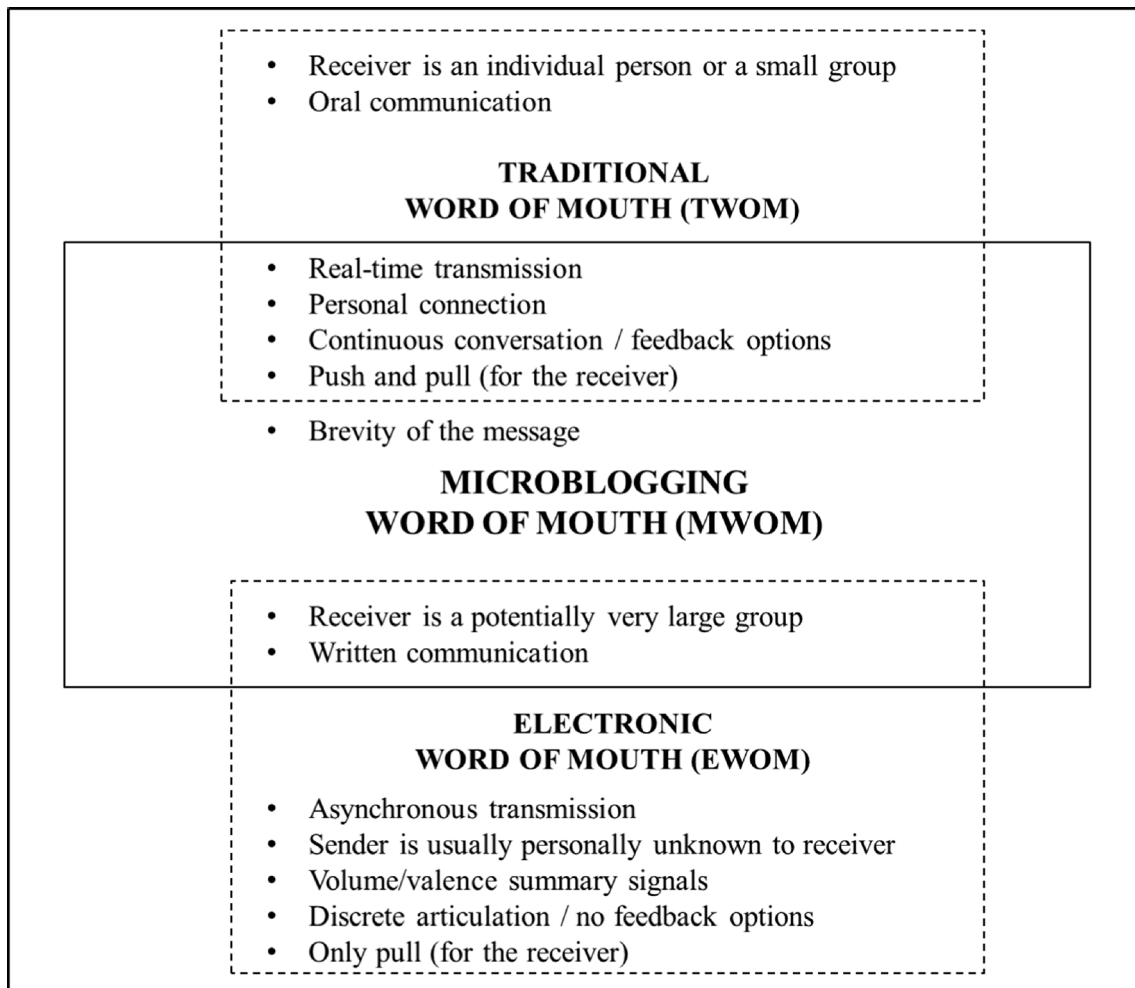 • Receiver is an individual person or a small group
• Oral communication
TRADITIONAL
WORD OF MOUTH (TWOM)
• Real-time transmission
• Personal connection
• Continuous conversation / feedback options
• Push and pull (for the receiver)
• Brevity of the message
MICROBLOGGING
WORD OF MOUTH (MWOM)
• Receiver is a potentially very large group
• Written communication
ELECTRONIC
WORD OF MOUTH (EWOM)
• Asynchronous transmission
• Sender is usually personally unknown to receiver
• Volume/valence summary signals
• Discrete articulation / no feedback options
• Only pull (for the receiver)